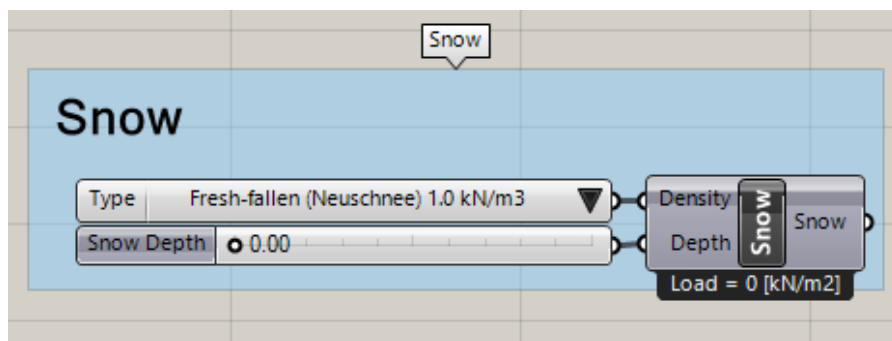 Snow
Snow
Type Fresh-fallen (Neuschnee) 1.0 kN/m3
Density
Snow
Snow
Snow Depth 0.00
Depth
Load = 0 [kN/m2]